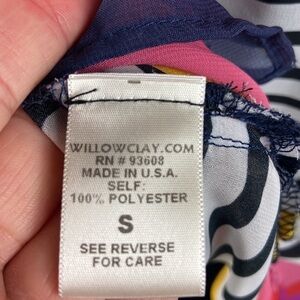 WILLOWCLAY.COM
RN # 93608
MADE IN U.S.A.
SELF:
100% POLYESTER
S
SEE REVERSE
FOR CARE